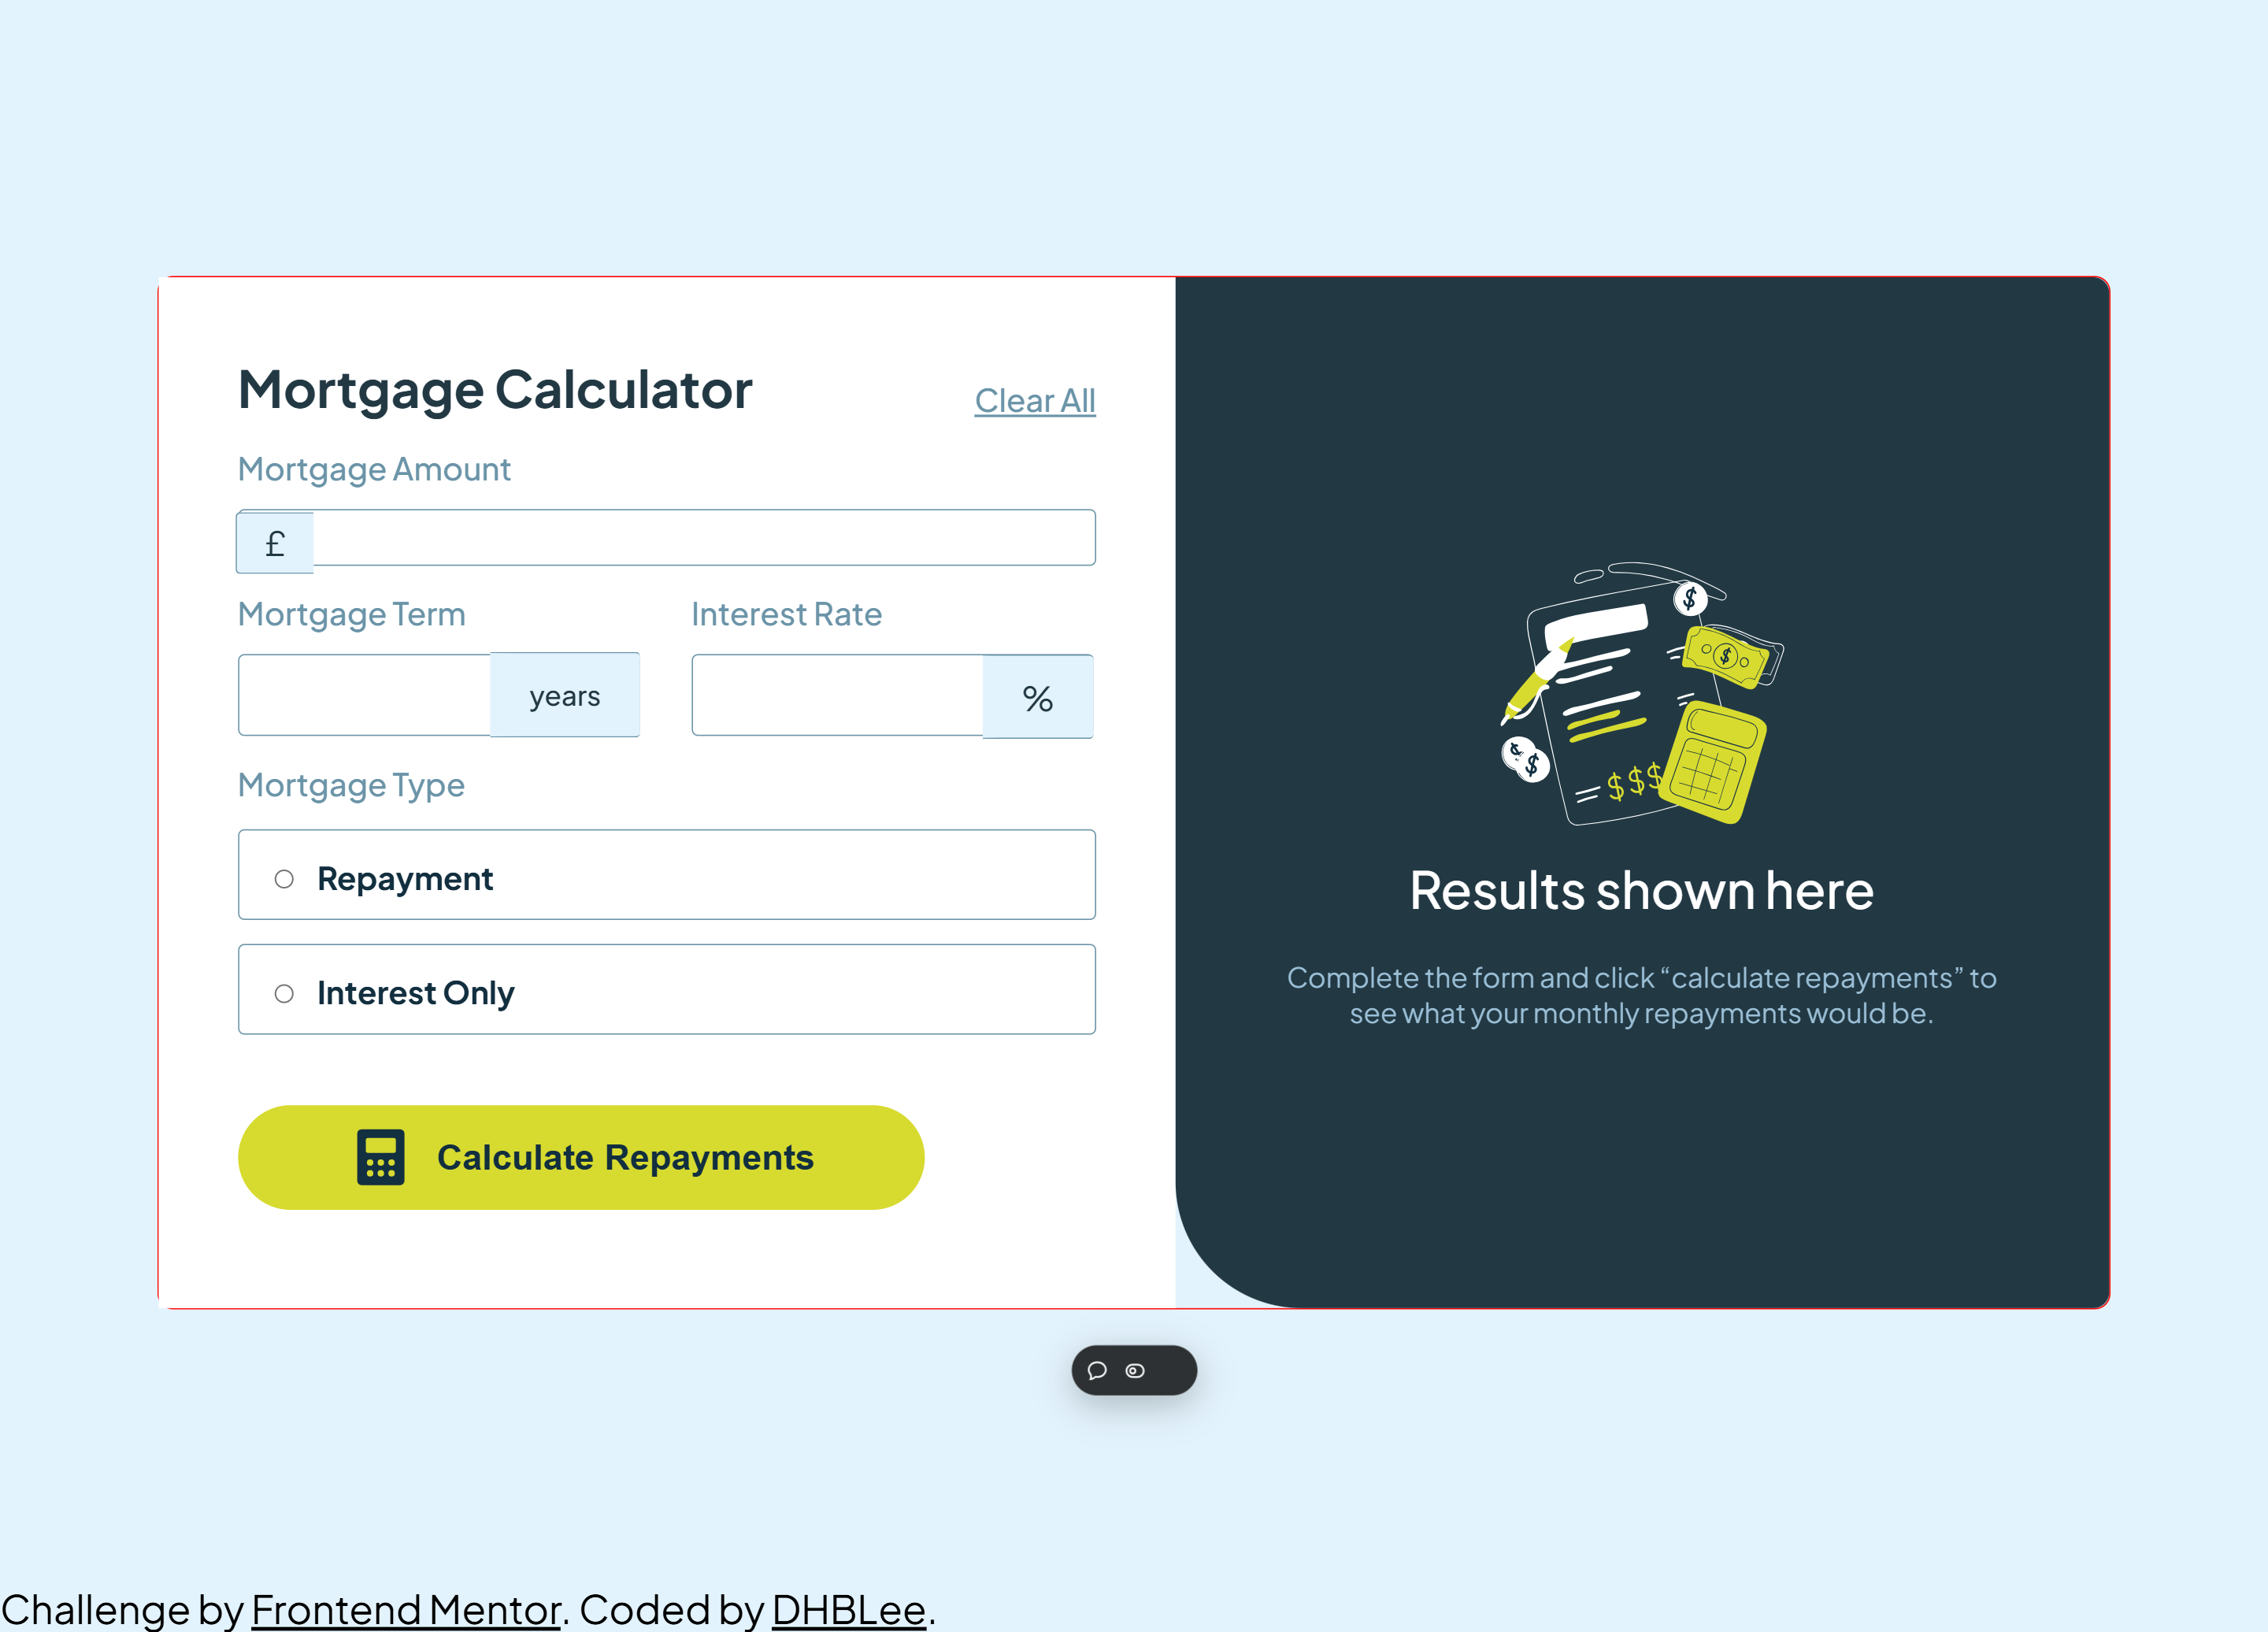 Mortgage Calculator
Clear All
Mortgage Amount
£
Mortgage Term
Interest Rate
years
%
Mortgage Type
Repayment
Interest Only
Calculate Repayments
$
$
$
$
$$$
Results shown here
Complete the form and click “calculate repayments” to
see what your monthly repayments would be.
Challenge by Frontend Mentor. Coded by DHBLee.